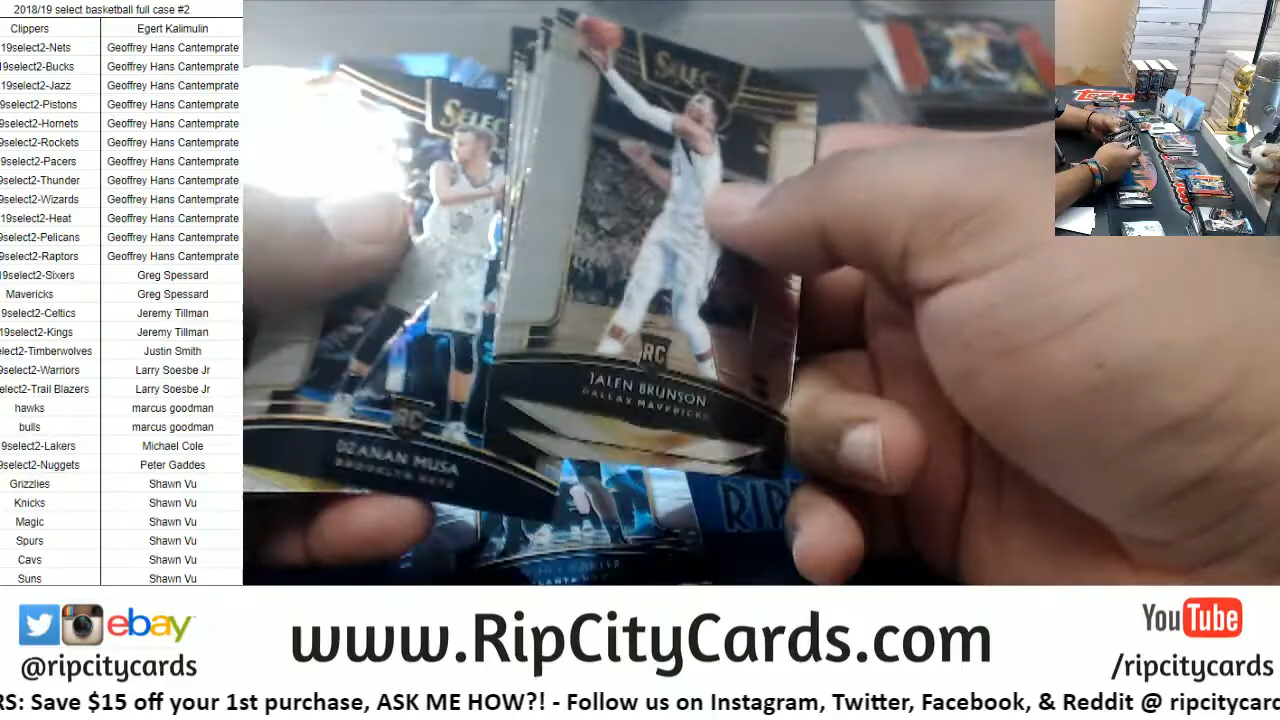 2018/19 select basketball full case #2
Clippers Egert Kalimulin
19select2-Nets Geoffrey Hans Cantemprate
9select2-Bucks Geoffrey Hans Cantemprate
19select2-Jazz Geoffrey Hans Cantemprate
9select2-Pistons Geoffrey Hans Cantemprate
9select2-Hornets Geoffrey Hans Cantemprate
9select2-Rockets Geoffrey Hans Cantemprate
9select2-Pacers Geoffrey Hans Cantemprate
9select2-Thunder Geoffrey Hans Cantemprate
9select2-Wizards Geoffrey Hans Cantemprate
19select2-Heat Geoffrey Hans Cantemprate
9select2-Pelicans Geoffrey Hans Cantemprate
9select2-Raptors Geoffrey Hans Cantemprate
19select2-Sixers Greg Spessard
Mavericks Greg Spessard
9select2-Celtics Jeremy Tillman
19select2-Kings Jeremy Tillman
elect2-Timberwolves Justin Smith
9select2-Warriors Larry Soesbe Jr
elect2-Trail Blazers Larry Soesbe Jr
hawks marcus goodman
bulls marcus goodman
9select2-Lakers Michael Cole
9select2-Nuggets Peter Gaddes
Grizzlies Shawn Vu
Knicks Shawn Vu
Magic Shawn Vu
Spurs Shawn Vu
Cavs Shawn Vu
Suns Shawn Vu
SELECT
RC
JALEN BRUNSON
DALLAS MAVERICKS
SELEC
RC
DZANAN MUSA
BROOKLYN NETS
RIP
ebay
@ripcitycards
www.RipCityCards.com
YouTube
/ripcitycards
RS: Save $15 off your 1st purchase, ASK ME HOW?! - Follow us on Instagram, Twitter, Facebook, & Reddit @ ripcitycard